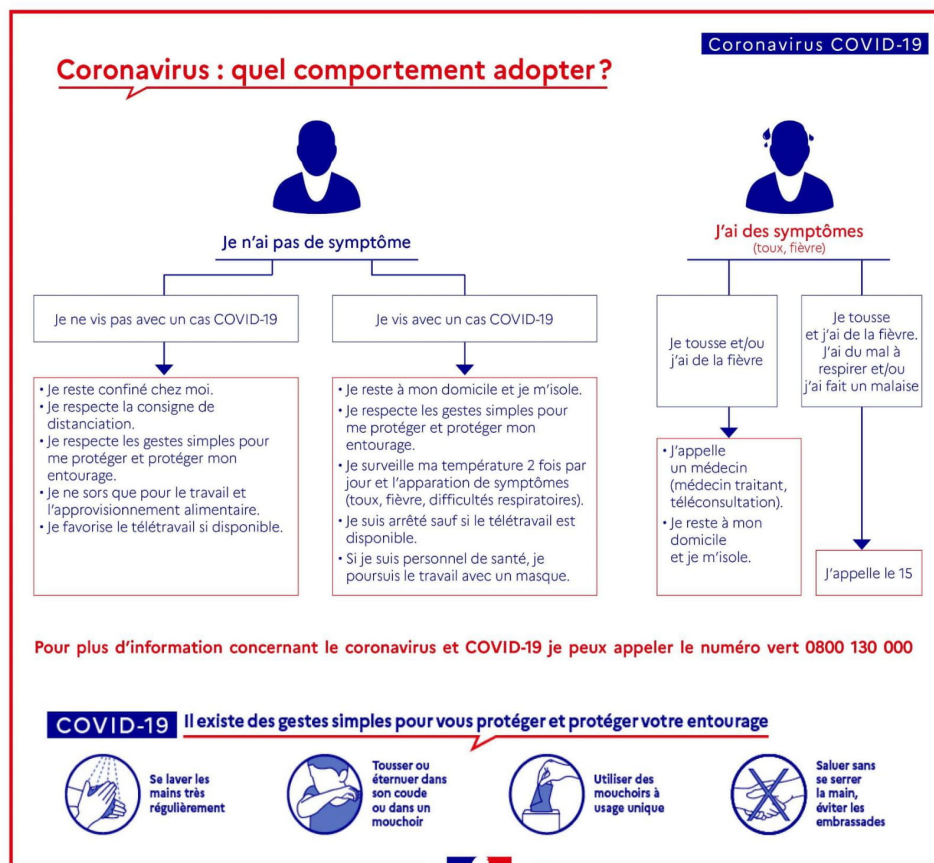 Coronavirus COVID-19
Coronavirus : quel comportement adopter ?
Je n'ai pas de symptôme
J'ai des symptômes
(toux, fièvre)
Je ne vis pas avec un cas COVID-19
Je vis avec un cas COVID-19
Je tousse et/ou
j'ai de la fièvre
Je tousse
et j'ai de la fièvre.
J'ai du mal à
respirer et/ou
j'ai fait un malaise
• Je reste confiné chez moi.
• Je respecte la consigne de
distanciation.
• Je respecte les gestes simples pour
me protéger et protéger mon
entourage.
• Je ne sors que pour le travail et
l'approvisionnement alimentaire.
• Je favorise le télétravail si disponible.
• Je reste à mon domicile et je m'isole.
• Je respecte les gestes simples pour
me protéger et protéger mon
entourage.
• Je surveille ma température 2 fois par
jour et l'apparation de symptômes
(toux, fièvre, difficultés respiratoires).
• Je suis arrêté sauf si le télétravail est
disponible.
• Si je suis personnel de santé, je
poursuis le travail avec un masque.
• J'appelle
un médecin
(médecin traitant,
téléconsultation).
• Je reste à mon
domicile
et je m'isole.
J'appelle le 15
Pour plus d'information concernant le coronavirus et COVID-19 je peux appeler le numéro vert 0800 130 000
COVID-19 Il existe des gestes simples pour vous protéger et protéger votre entourage
Se laver les
mains très
régulièrement
Tousser ou
éternuer dans
son coude
ou dans un
mouchoir
Utiliser des
mouchoirs à
usage unique
Saluer sans
se serrer
la main,
éviter les
embrassades